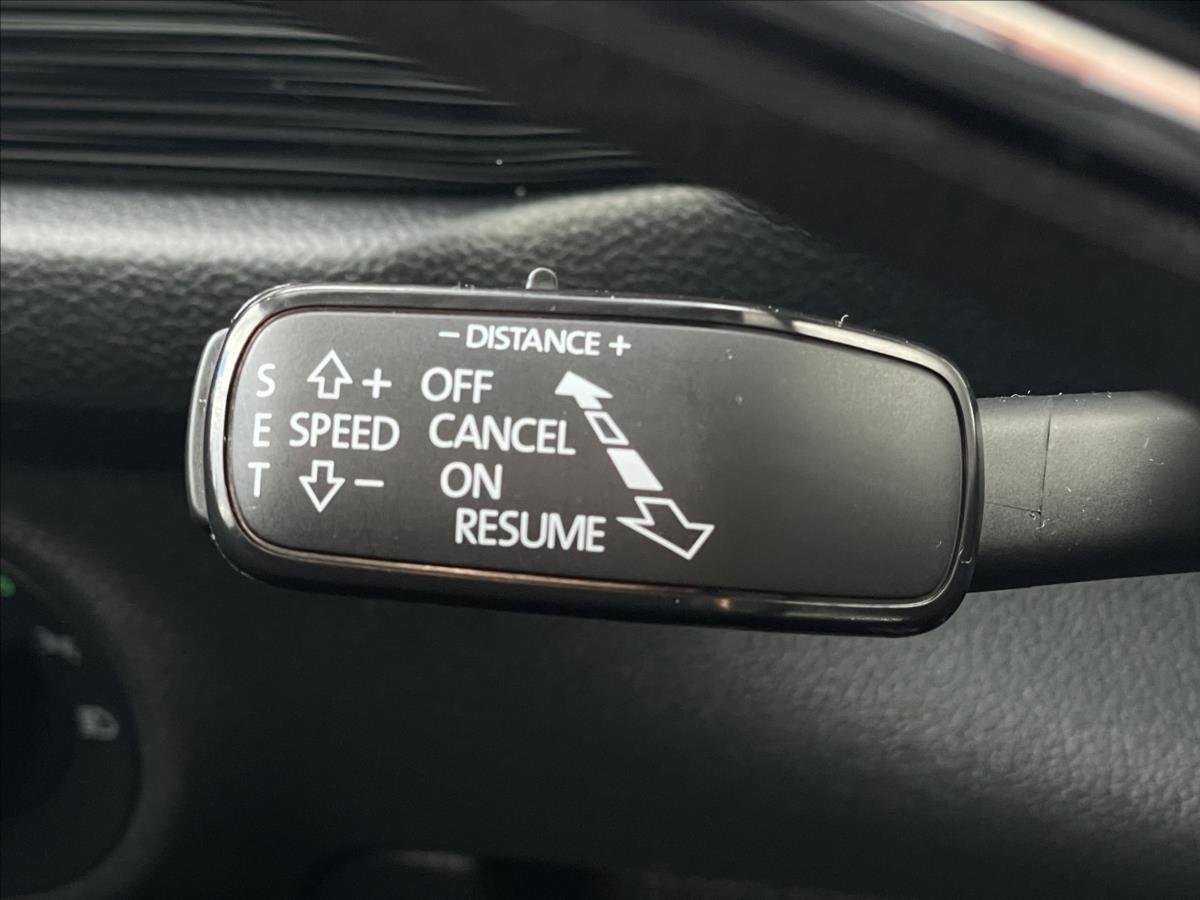 − DISTANCE +
S + OFF
E SPEED CANCEL
T − ON
RESUME